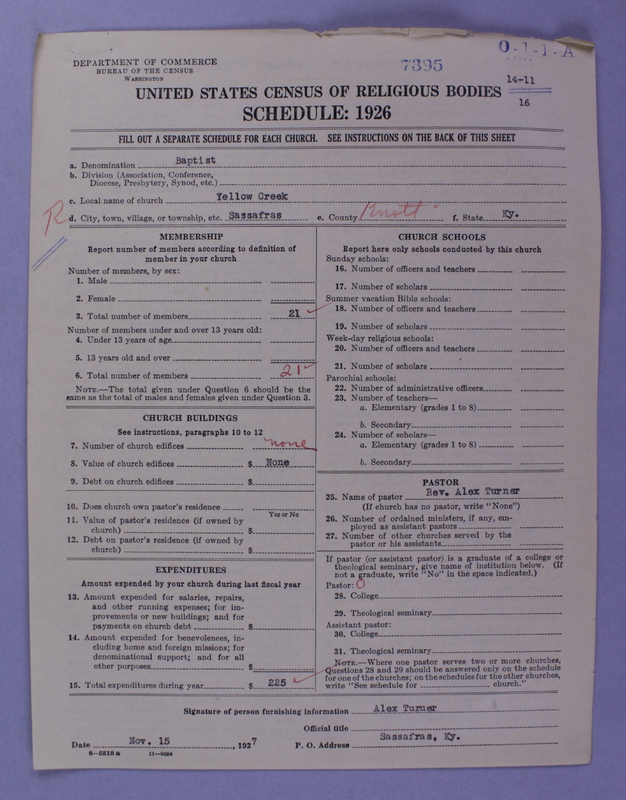 DEPARTMENT OF COMMERCE
BUREAU OF THE CENSUS
WASHINGTON
7395
O-1-1-A
14-11
16
UNITED STATES CENSUS OF RELIGIOUS BODIES
SCHEDULE: 1926
FILL OUT A SEPARATE SCHEDULE FOR EACH CHURCH. SEE INSTRUCTIONS ON THE BACK OF THIS SHEET
a. Denomination Baptist
b. Division (Association, Conference,
Diocese, Presbytery, Synod, etc.)
c. Local name of church Yellow Creek
R
d. City, town, village, or township, etc. Sassafras e. County Knott f. State Ky.
MEMBERSHIP
Report number of members according to definition of
member in your church
Number of members, by sex:
1. Male
2. Female
3. Total number of members 21
Number of members under and over 13 years old:
4. Under 13 years of age
5. 13 years old and over
6. Total number of members 21
NOTE.—The total given under Question 6 should be the
same as the total of males and females given under Question 3.
CHURCH BUILDINGS
See instructions, paragraphs 10 to 12
7. Number of church edifices none
8. Value of church edifices $ None
9. Debt on church edifices $
10. Does church own pastor's residence
Yes or No
11. Value of pastor's residence (if owned by
church) $
12. Debt on pastor's residence (if owned by
church) $
EXPENDITURES
Amount expended by your church during last fiscal year
13. Amount expended for salaries, repairs,
and other running expenses; for im-
provements or new buildings; and for
payments on church debt $
14. Amount expended for benevolences, in-
cluding home and foreign missions; for
denominational support; and for all
other purposes $
15. Total expenditures during year $ 225
CHURCH SCHOOLS
Report here only schools conducted by this church
Sunday schools:
16. Number of officers and teachers
17. Number of scholars
Summer vacation Bible schools:
18. Number of officers and teachers
19. Number of scholars
Week-day religious schools:
20. Number of officers and teachers
21. Number of scholars
Parochial schools:
22. Number of administrative officers
23. Number of teachers—
a. Elementary (grades 1 to 8)
b. Secondary
24. Number of scholars—
a. Elementary (grades 1 to 8)
b. Secondary
PASTOR
25. Name of pastor Rev. Alex Turner
(If church has no pastor, write "None")
26. Number of ordained ministers, if any, em-
ployed as assistant pastors
27. Number of other churches served by the
pastor or his assistants
If pastor (or assistant pastor) is a graduate of a college or
theological seminary, give name of institution below. (If
not a graduate, write "No" in the space indicated.)
Pastor: O
28. College
29. Theological seminary
Assistant pastor:
30. College
31. Theological seminary
NOTE.—Where one pastor serves two or more churches,
Questions 28 and 29 should be answered only on the schedule
for one of the churches; on the schedules for the other churches,
write "See schedule for church."
Signature of person furnishing information Alex Turner
Official title
Date Nov. 15, 1927 P. O. Address Sassafras, Ky.
8-5518a 11-9034